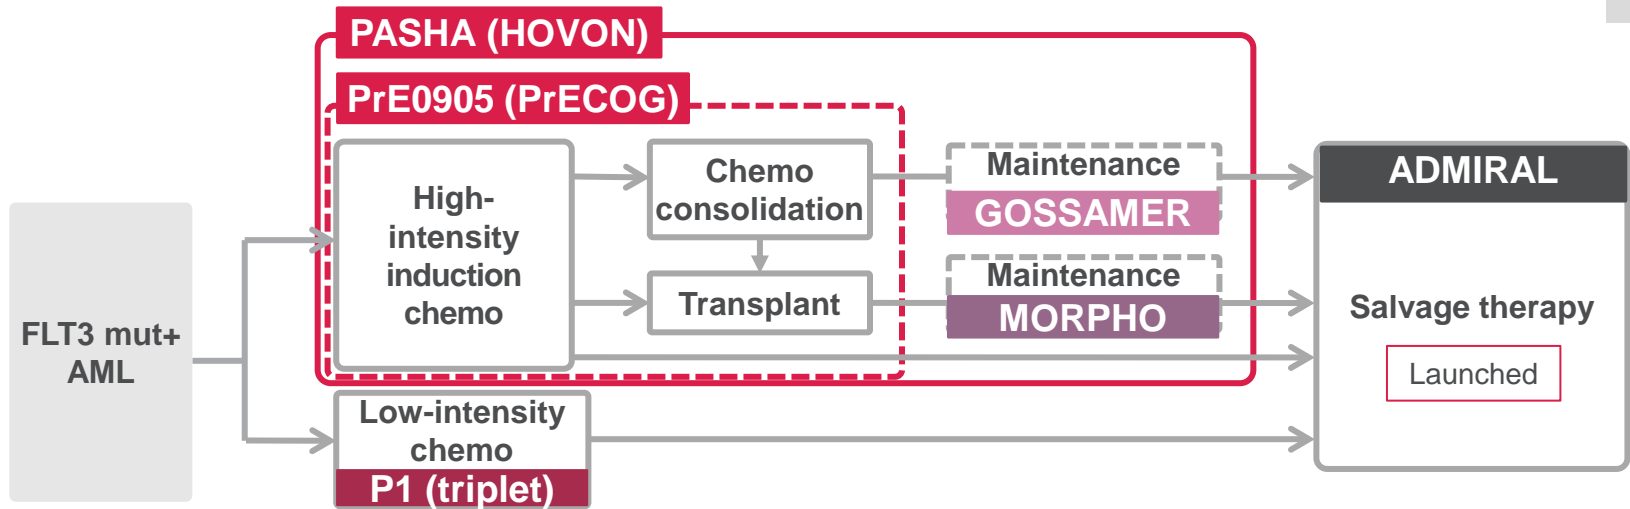 PASHA (HOVON)
PrE0905 (PrECOG)
FLT3 mut+
AML
High-
intensity
induction
chemo
Chemo
consolidation
Transplant
Maintenance
GOSSAMER
Maintenance
MORPHO
Low-intensity
chemo
P1 (triplet)
ADMIRAL
Salvage therapy
Launched